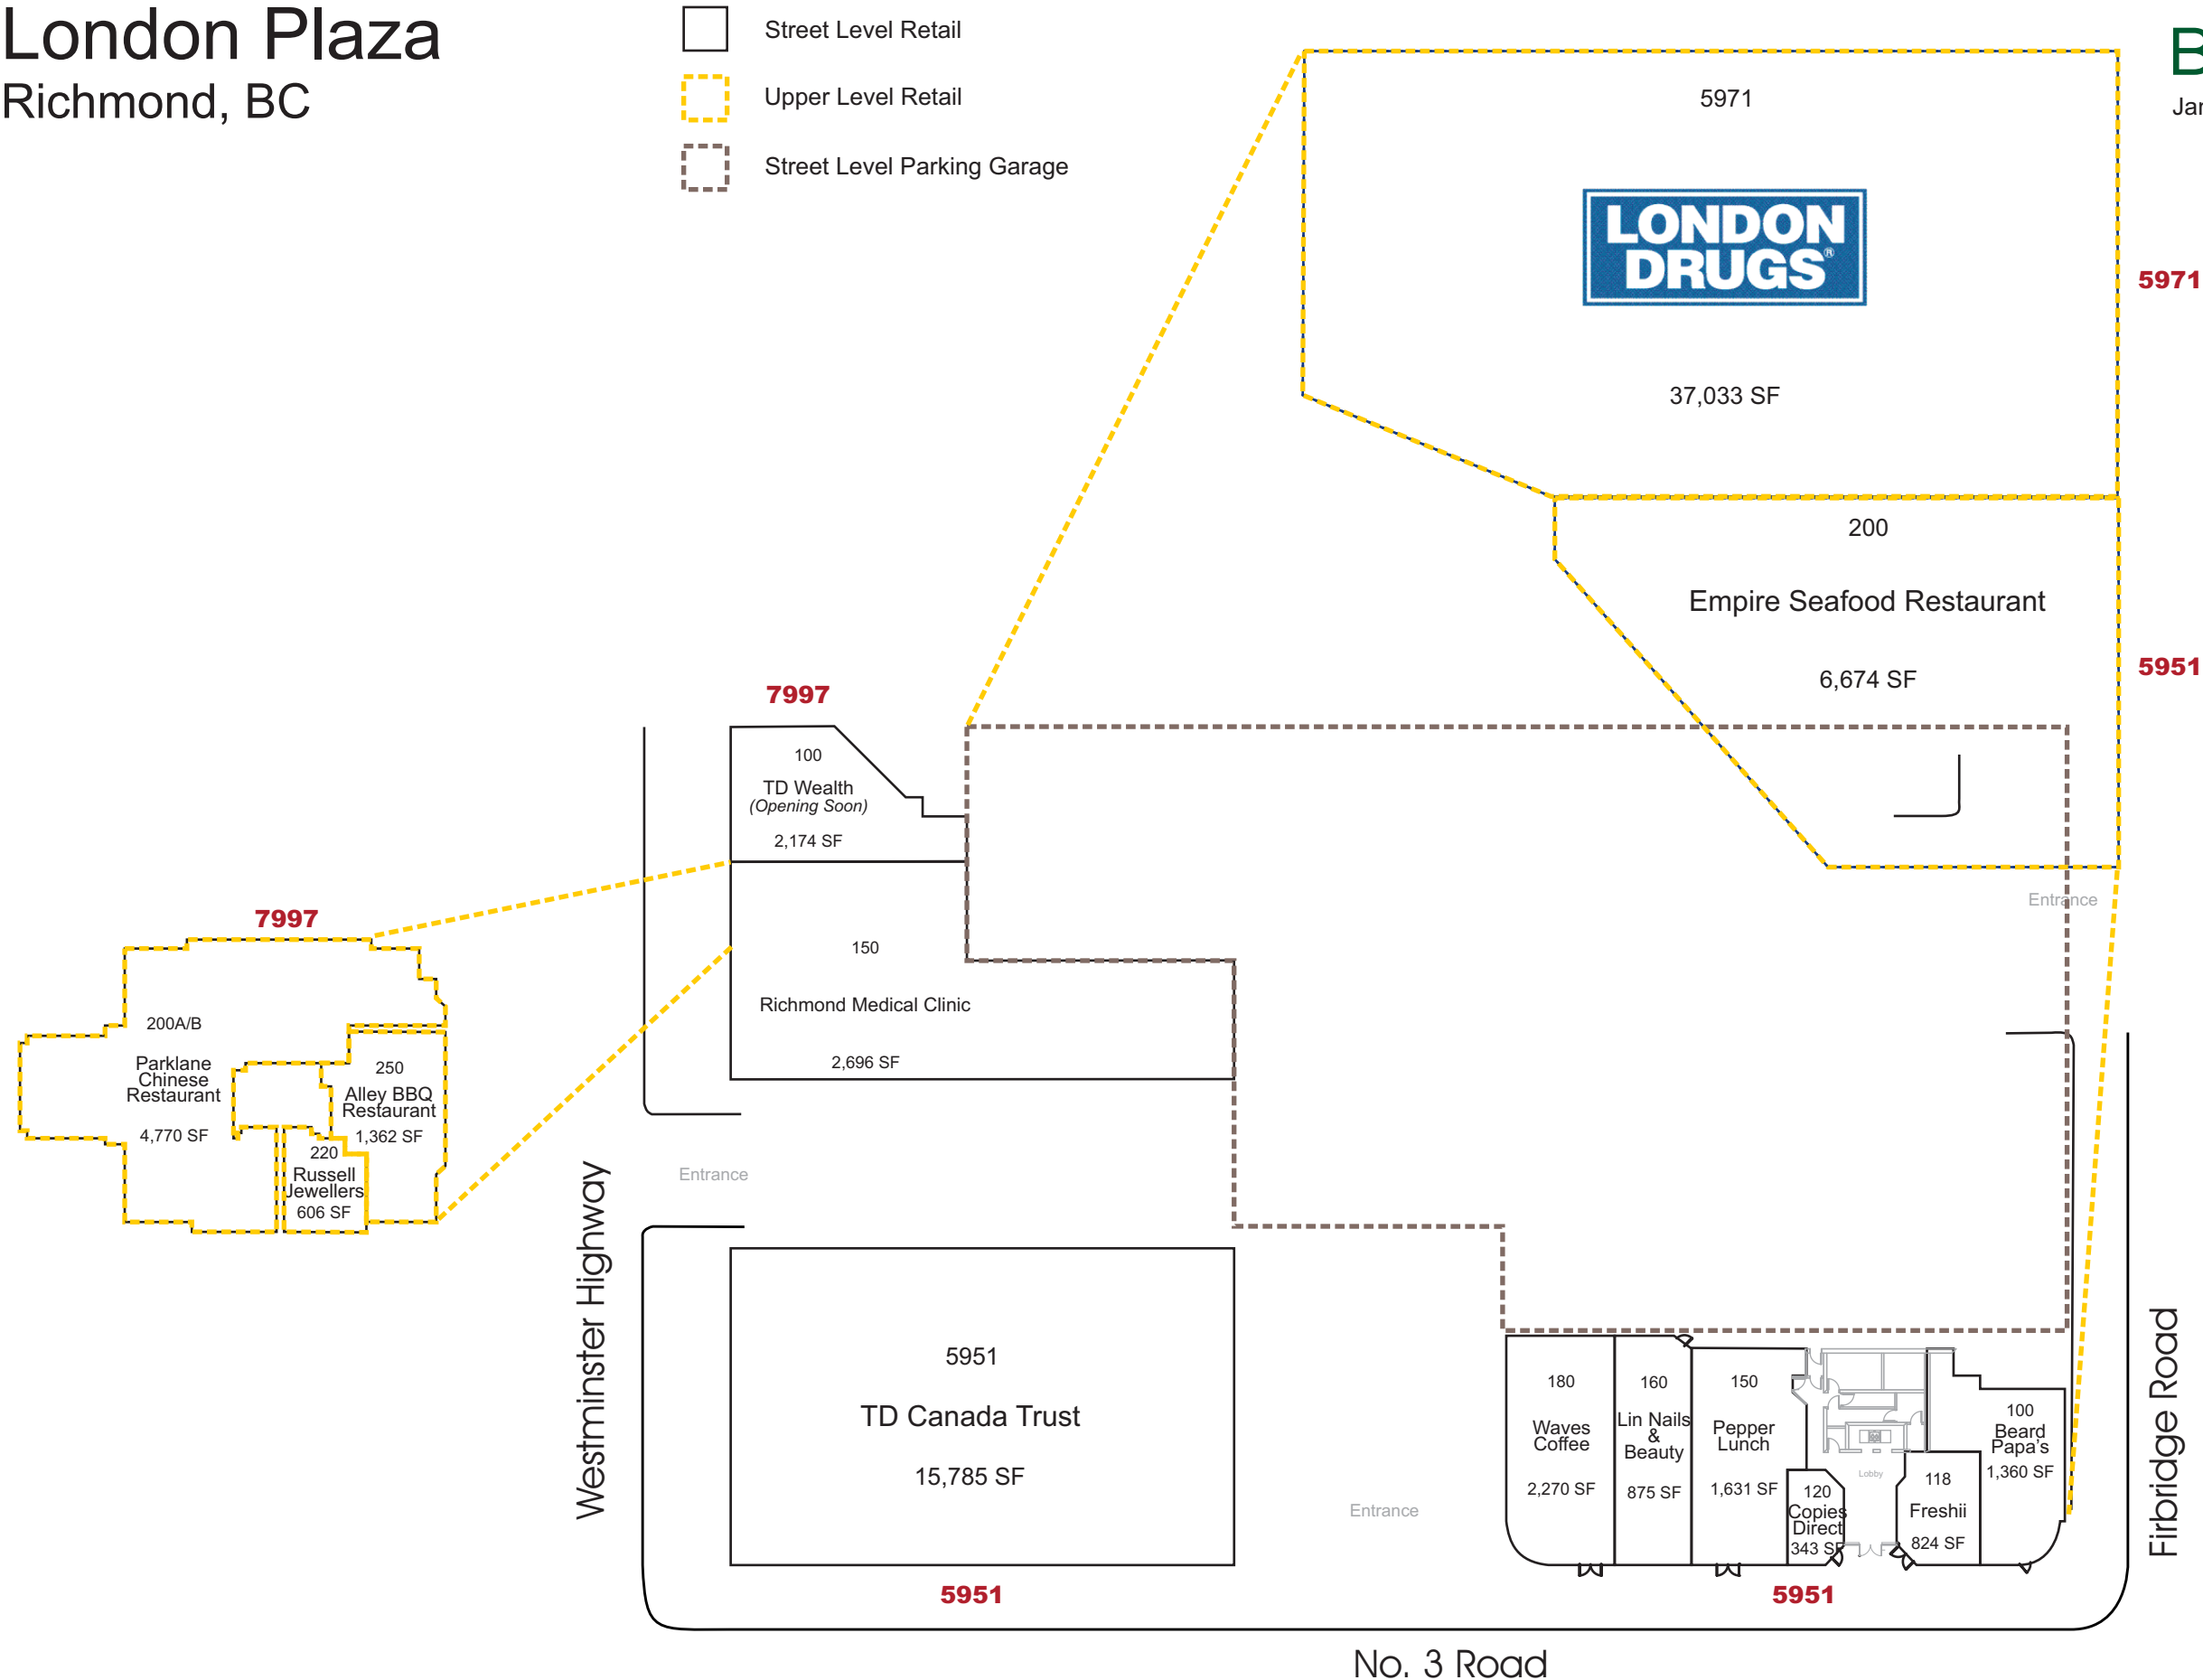 London Plaza
Richmond, BC
Street Level Retail
Upper Level Retail
Street Level Parking Garage
5971
LONDON
DRUGS®
37,033 SF
5971
200
Empire Seafood Restaurant
6,674 SF
5951
7997
100
TD Wealth
(Opening Soon)
2,174 SF
150
Richmond Medical Clinic
2,696 SF
7997
200A/B
Parklane
Chinese
Restaurant
4,770 SF
250
Alley BBQ
Restaurant
1,362 SF
220
Russell
Jewellers
606 SF
Entrance
Entrance
Westminster Highway
5951
TD Canada Trust
15,785 SF
5951
Entrance
180
Waves
Coffee
2,270 SF
160
Lin Nails
&
Beauty
875 SF
150
Pepper
Lunch
1,631 SF
120
Copies
Direct
343 SF
Lobby
118
Freshii
824 SF
100
Beard
Papa's
1,360 SF
5951
Firbridge Road
No. 3 Road